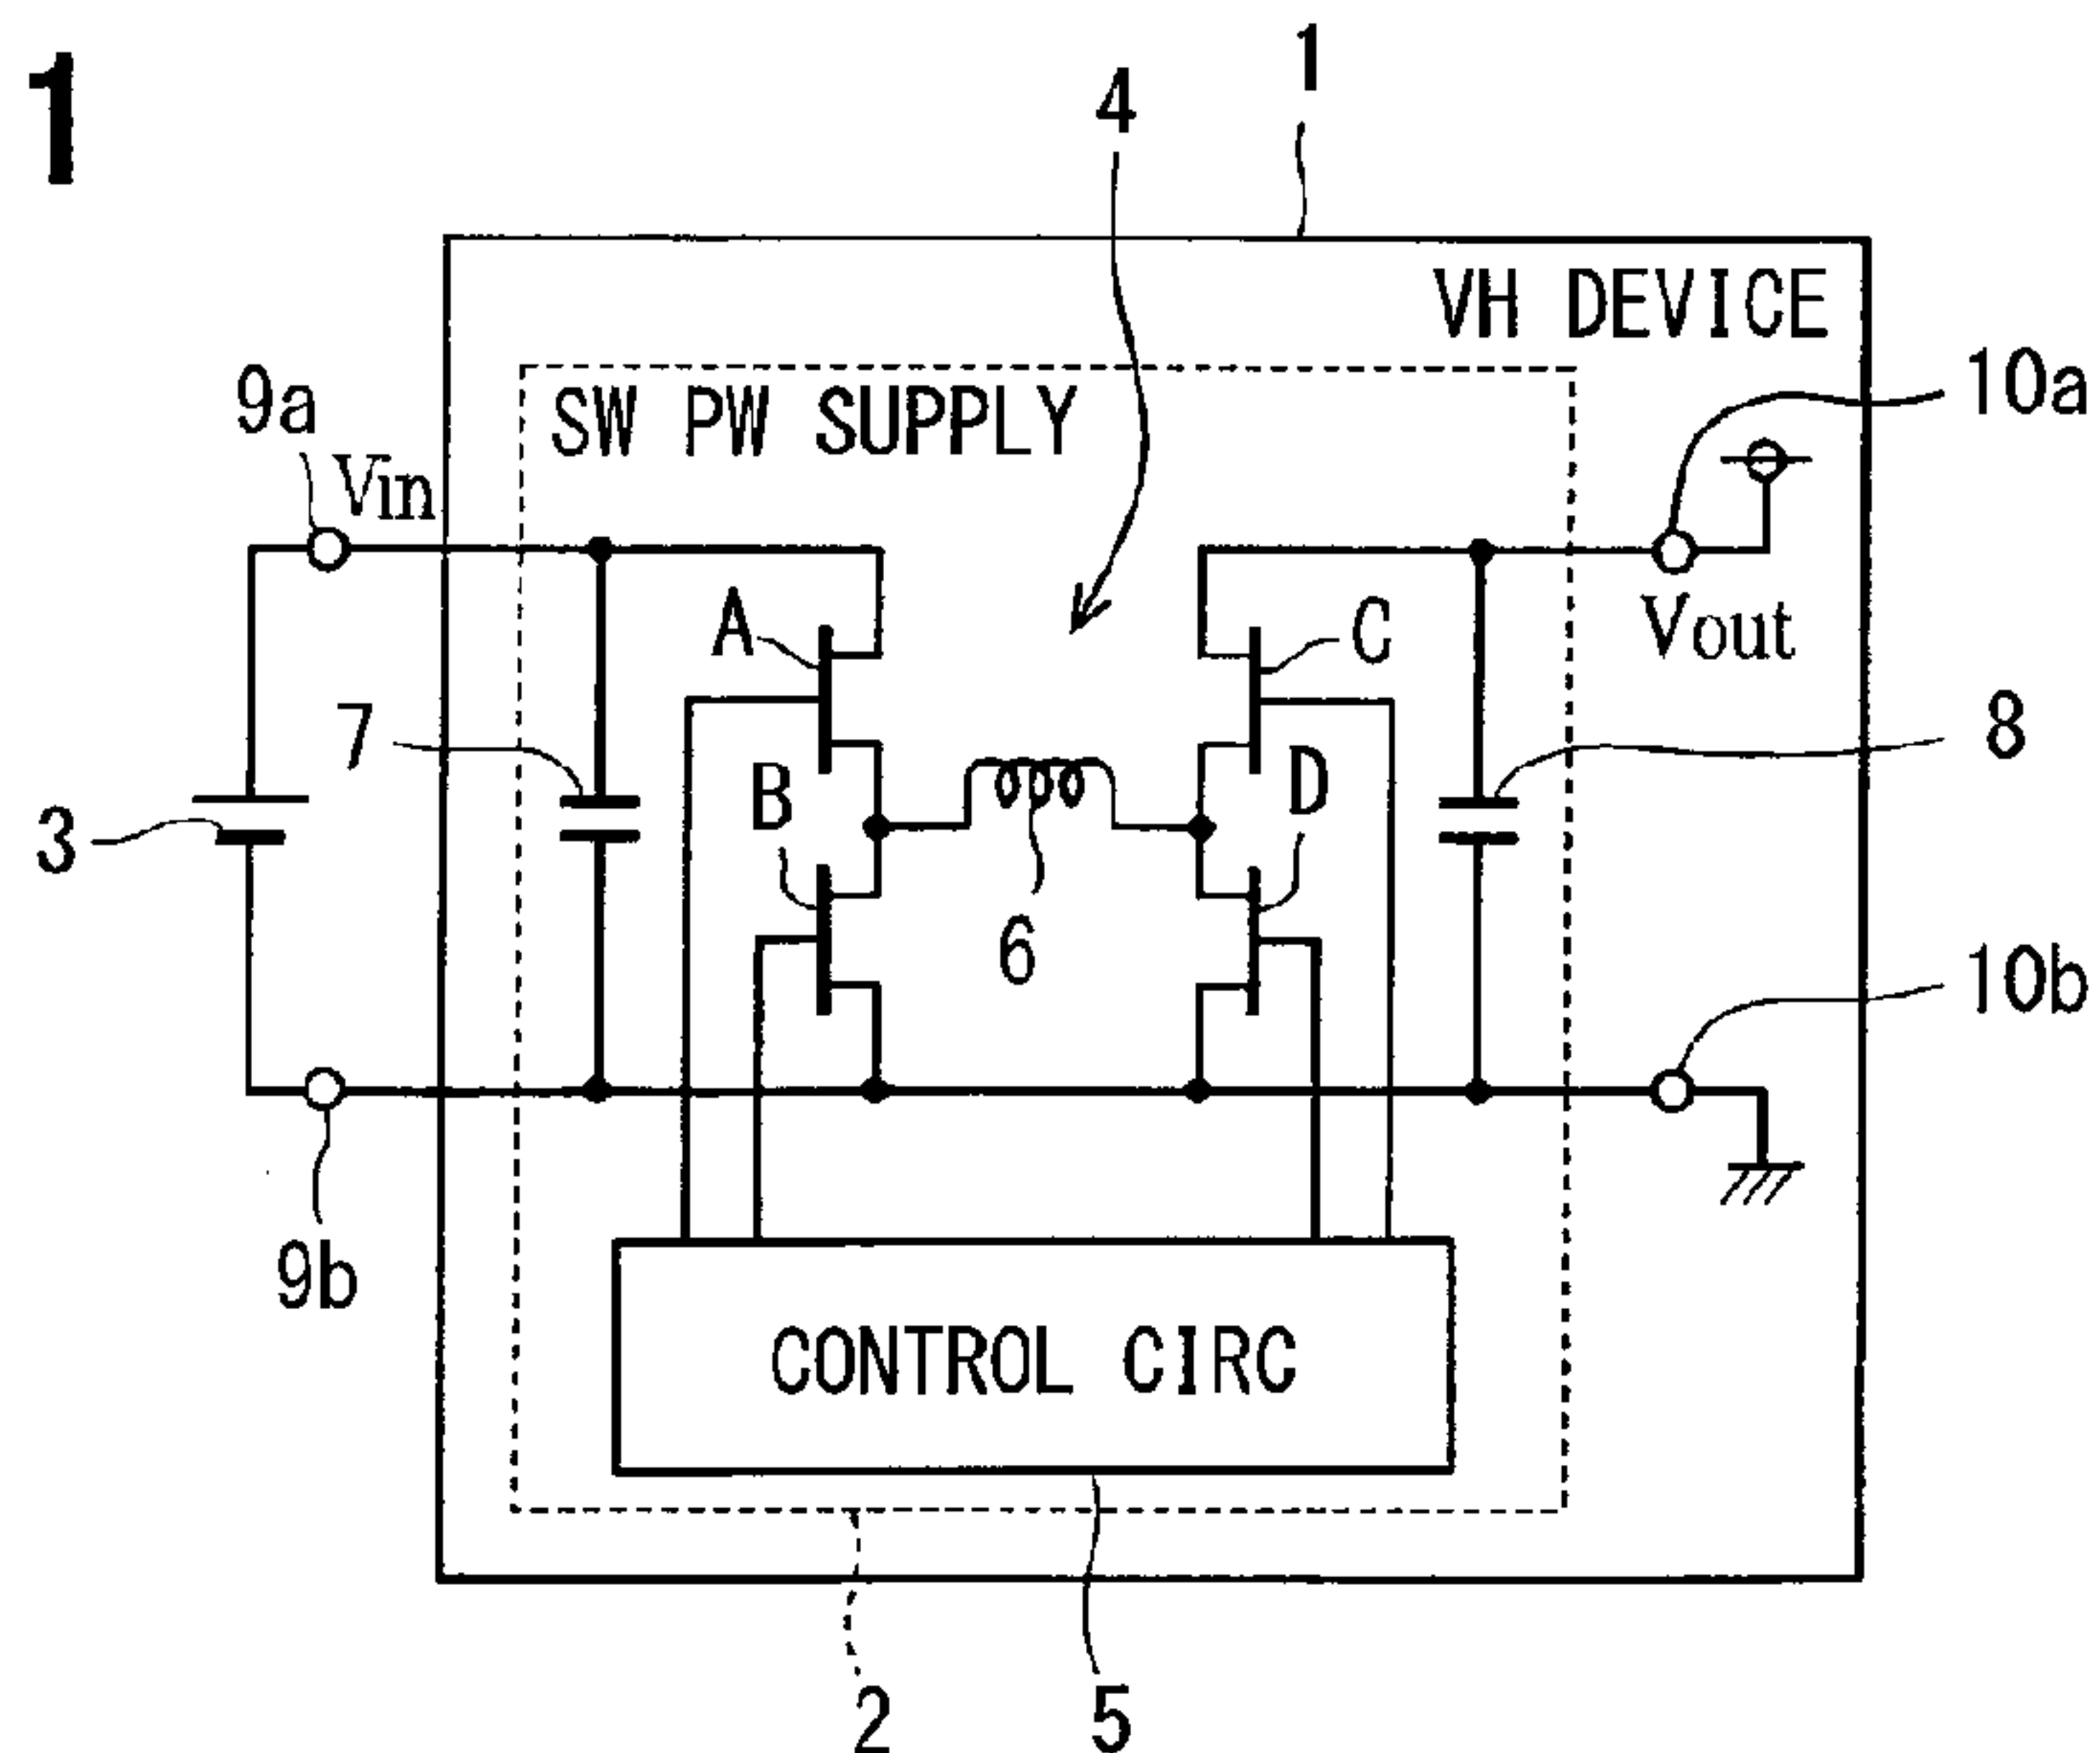 1
1
4
VH DEVICE
9a
SW PW SUPPLY
10a
Vin
A
C
Vout
7
B
D
8
3
6
10b
9b
CONTROL CIRC
2
5